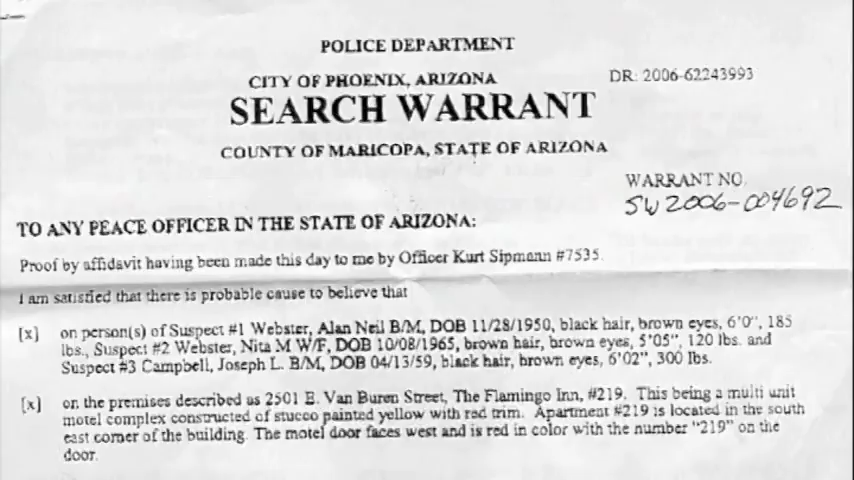 POLICE DEPARTMENT
CITY OF PHOENIX, ARIZONA
DR: 2006-62243993
SEARCH WARRANT
COUNTY OF MARICOPA, STATE OF ARIZONA
WARRANT NO.
SW2006-004692
TO ANY PEACE OFFICER IN THE STATE OF ARIZONA:
Proof by affidavit having been made this day to me by Officer Kurt Sipmann #7535.
I am satisfied that there is probable cause to believe that
[x] on person(s) of Suspect #1 Webster, Alan Neil B/M, DOB 11/28/1950, black hair, brown eyes, 6'0", 185
lbs., Suspect #2 Webster, Nita M W/F, DOB 10/08/1965, brown hair, brown eyes, 5'05", 120 lbs. and
Suspect #3 Campbell, Joseph L. B/M, DOB 04/13/59, black hair, brown eyes, 6'02", 300 lbs.
[x] on the premises described as 2501 E. Van Buren Street, The Flamingo Inn, #219. This being a multi unit
motel complex constructed of stucco painted yellow with red trim. Apartment #219 is located in the south
east corner of the building. The motel door faces west and is red in color with the number "219" on the
door.